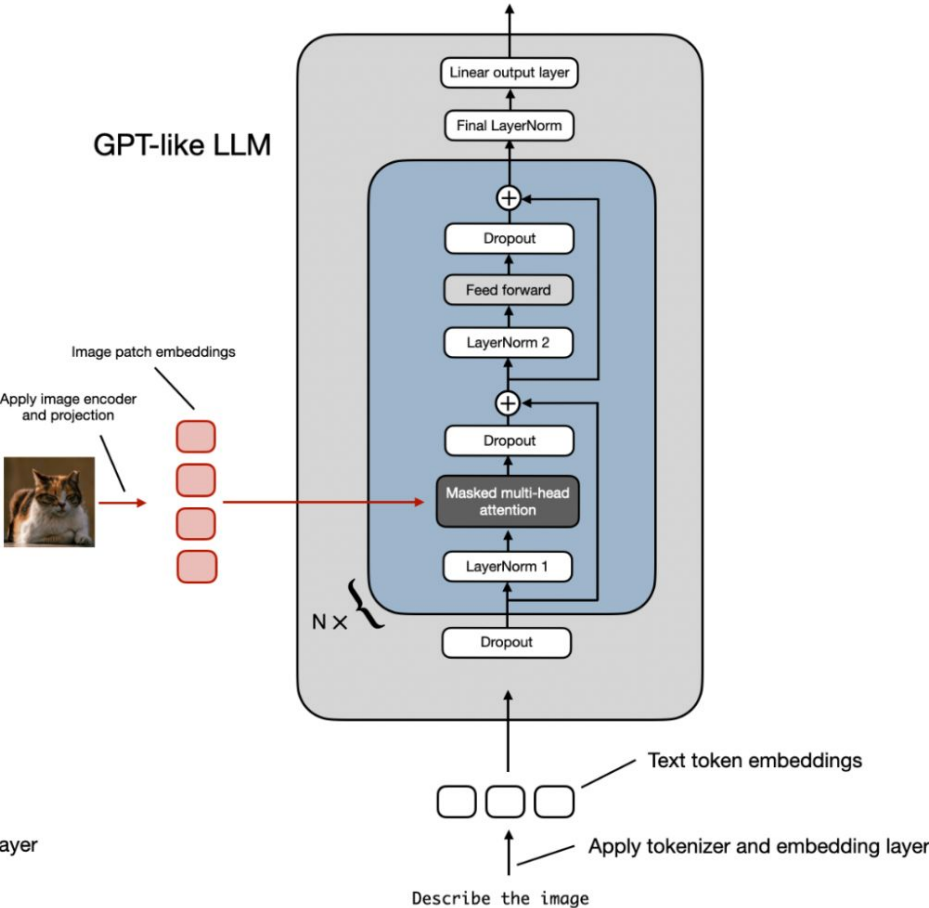 Linear output layer
Final LayerNorm
GPT-like LLM
Dropout
Feed forward
LayerNorm 2
Image patch embeddings
Apply image encoder
and projection
Dropout
Masked multi-head
attention
LayerNorm 1
N ×
Dropout
Text token embeddings
ayer
Apply tokenizer and embedding layer
Describe the image